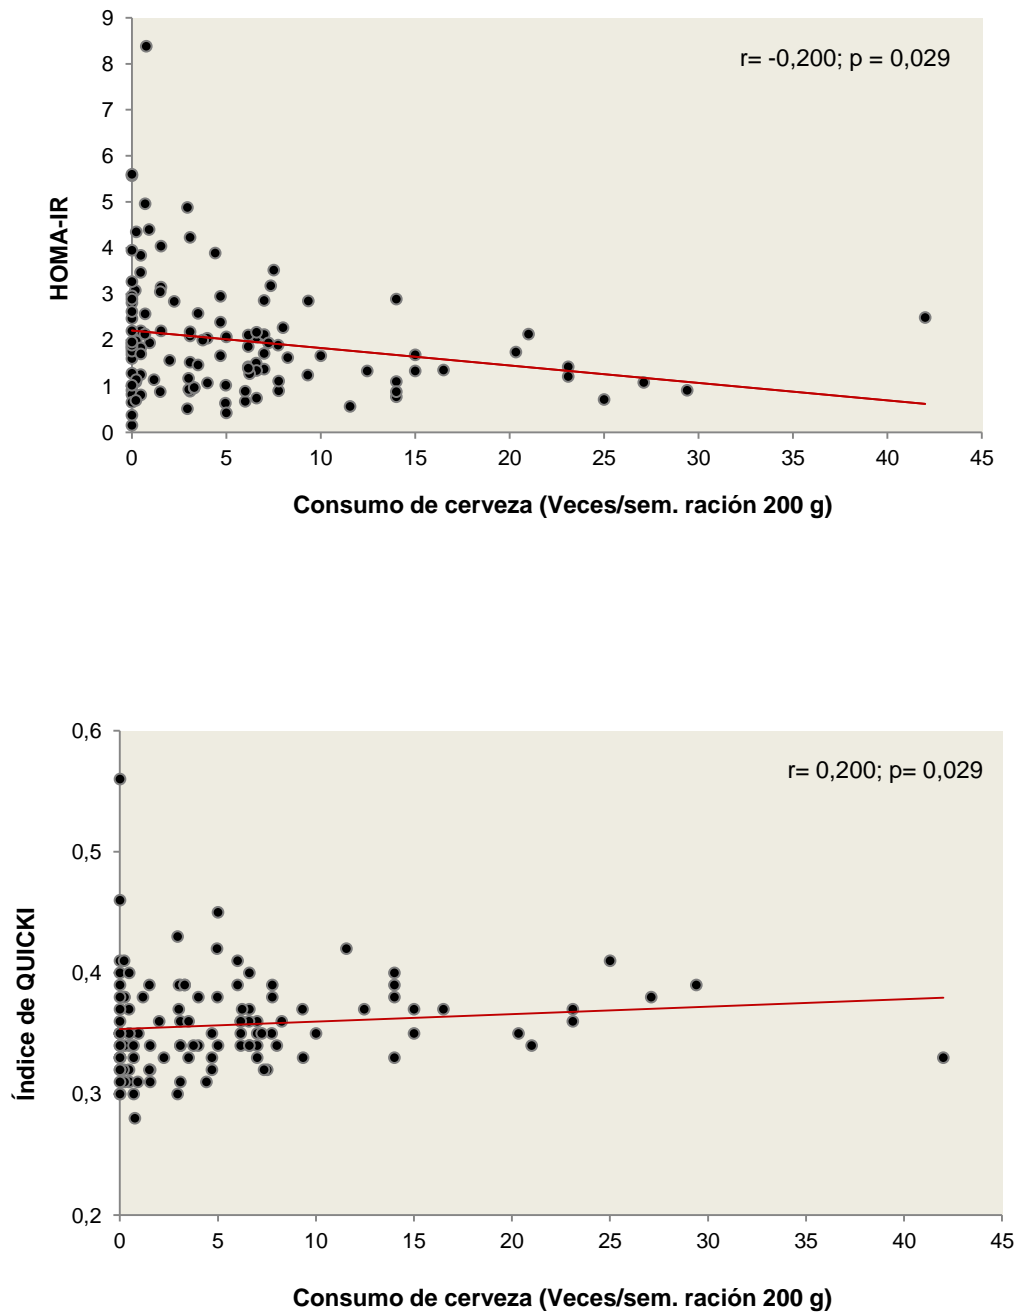 9
8
7
6
5
4
3
2
1
0
HOMA-IR
r= -0,200; p = 0,029
0 5 10 15 20 25 30 35 40 45
Consumo de cerveza (Veces/sem. ración 200 g)
0,6
0,5
0,4
0,3
0,2
Índice de QUICKI
r= 0,200; p= 0,029
0 5 10 15 20 25 30 35 40 45
Consumo de cerveza (Veces/sem. ración 200 g)